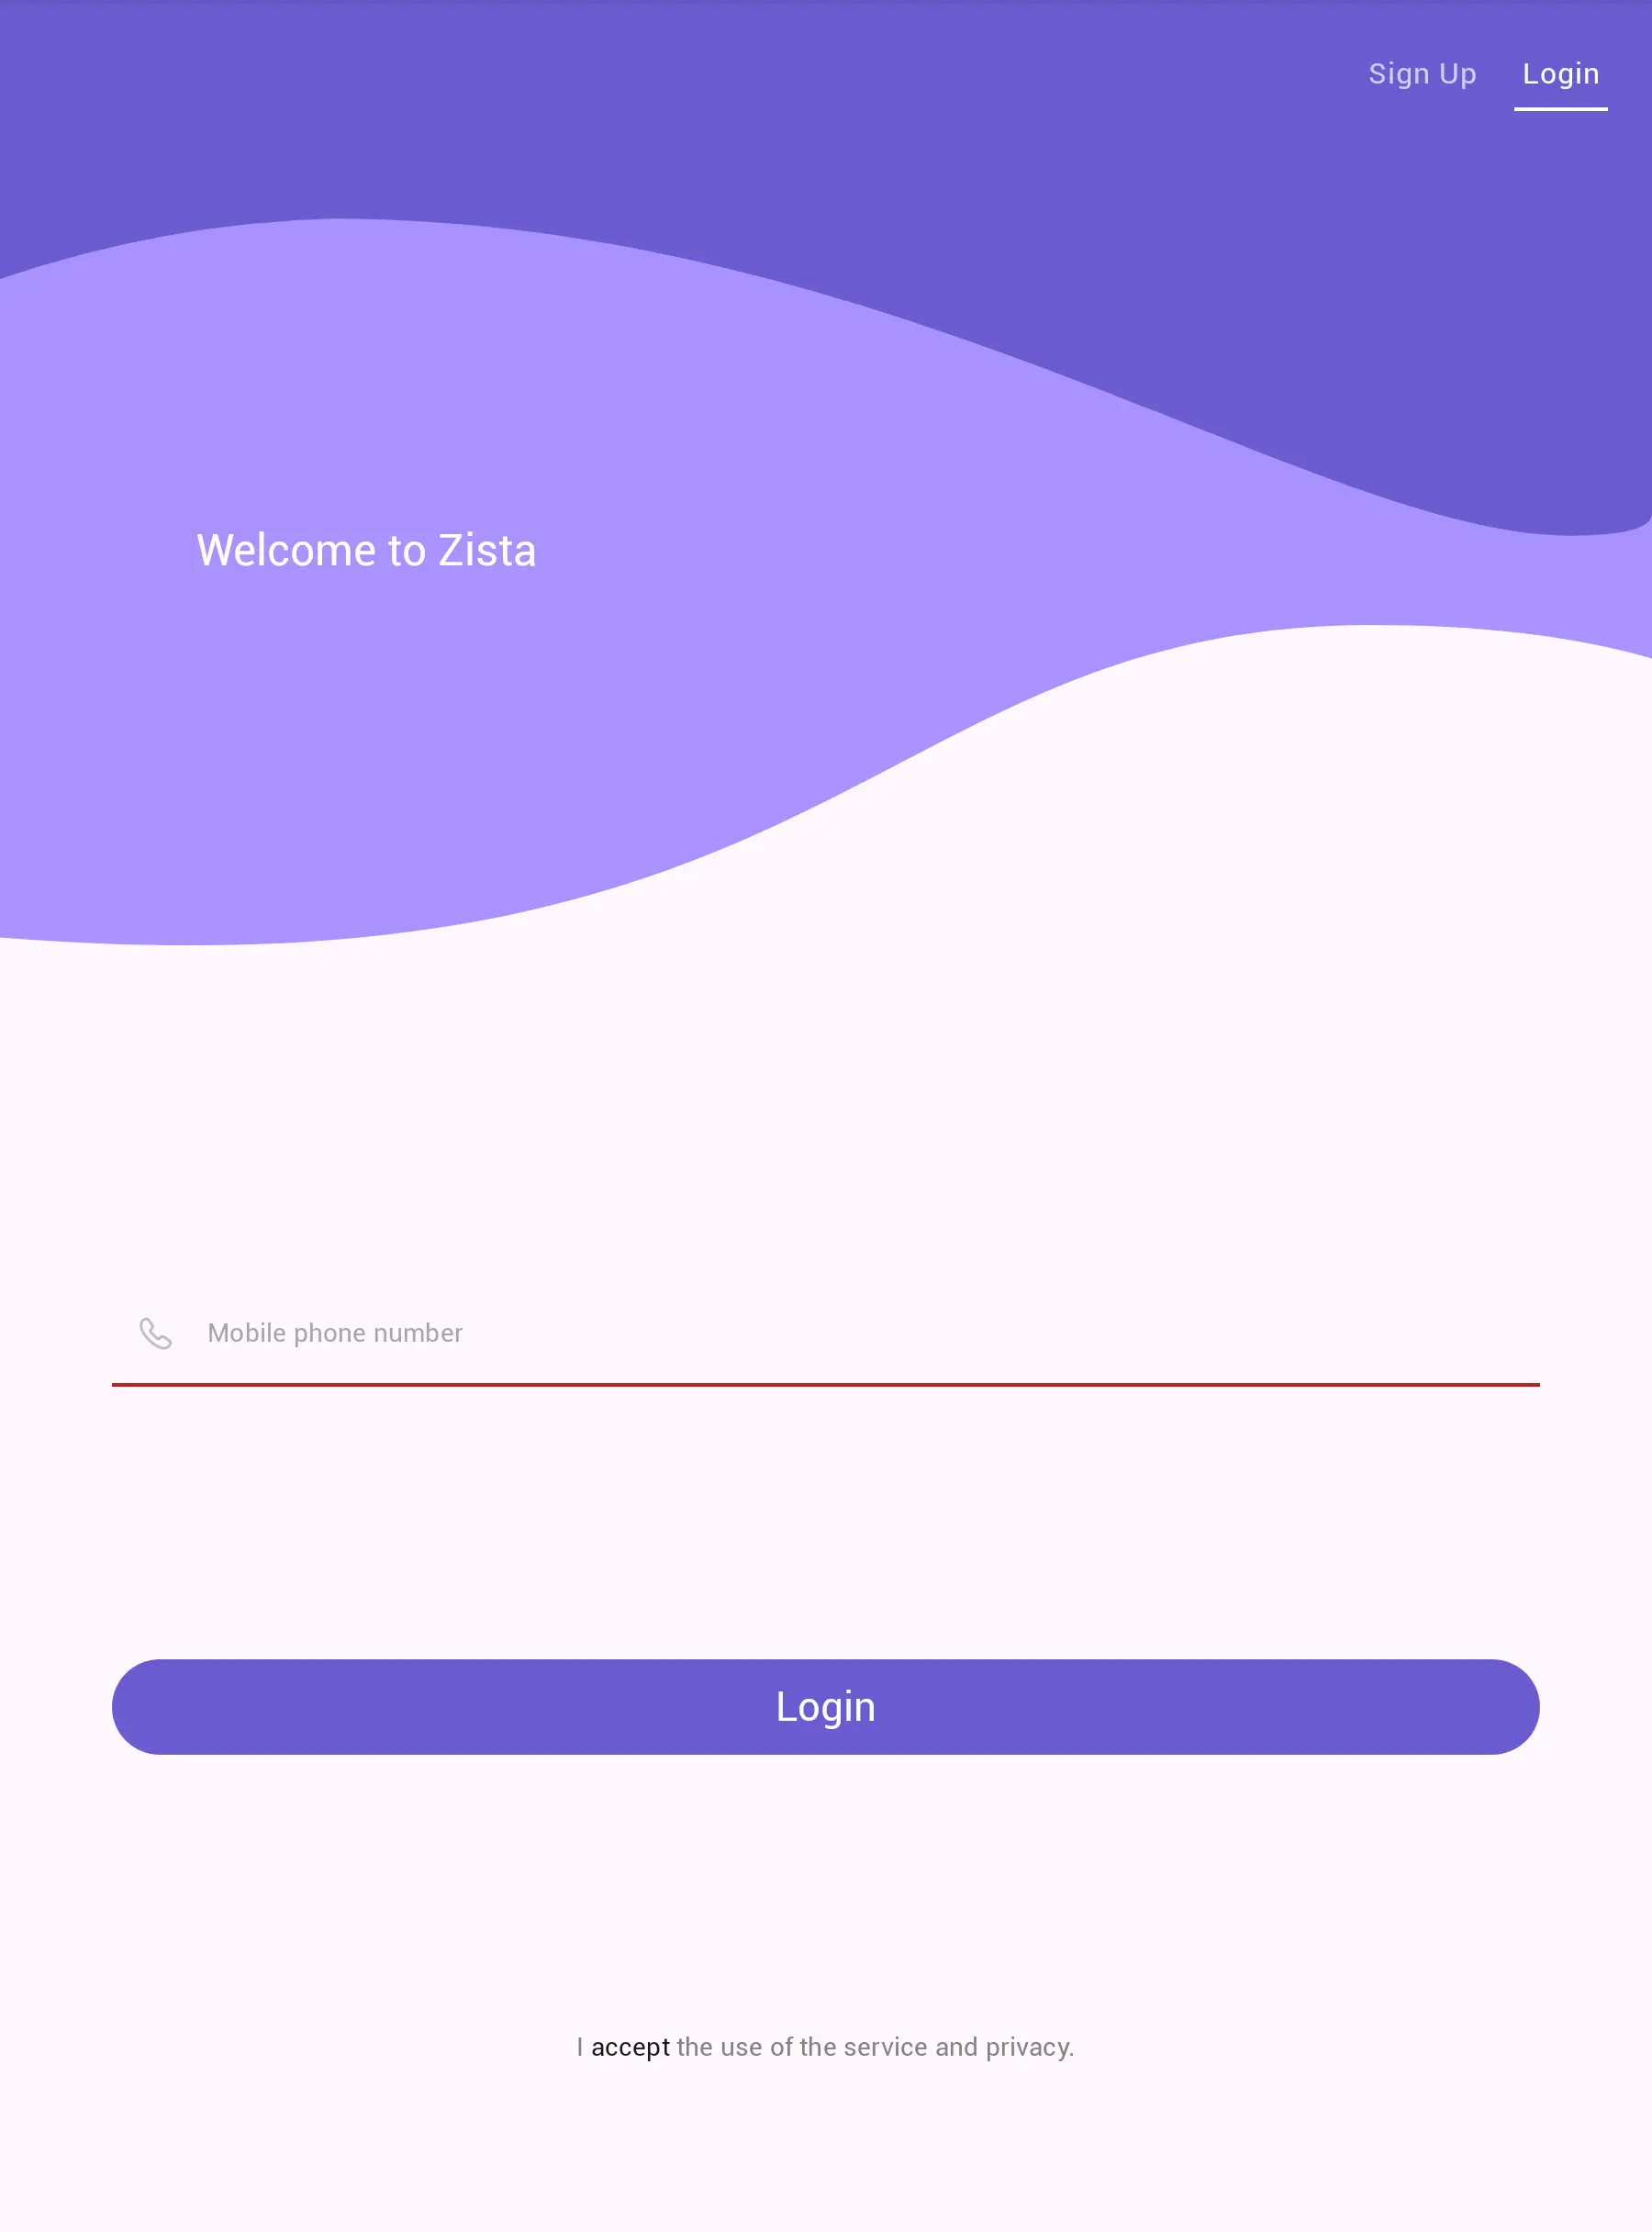 Sign Up Login
Welcome to Zista
Mobile phone number
Login
I accept the use of the service and privacy.